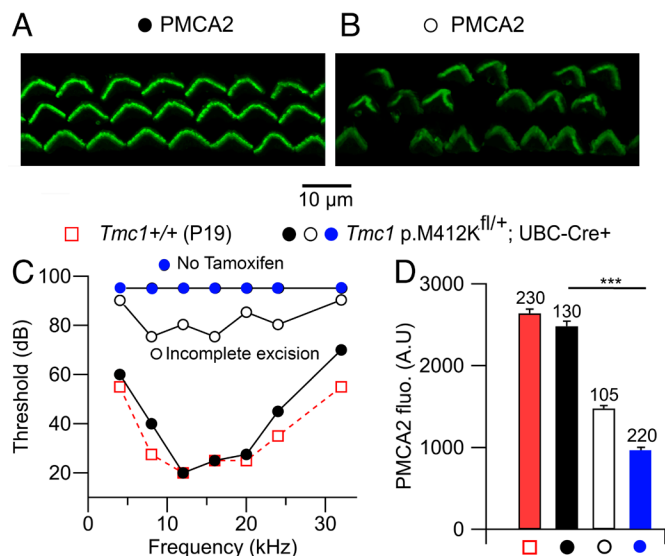 A ● PMCA2
B ○ PMCA2
10 μm
Tmc1+/+ (P19)
Tmc1 p.M412K^fl/+; UBC-Cre+
C
No Tamoxifen
Incomplete excision
Threshold (dB)
100
80
60
40
20
0 10 20 30
Frequency (kHz)
D
***
PMCA2 fluo. (A.U)
3000
2000
1000
0
230
130
105
220